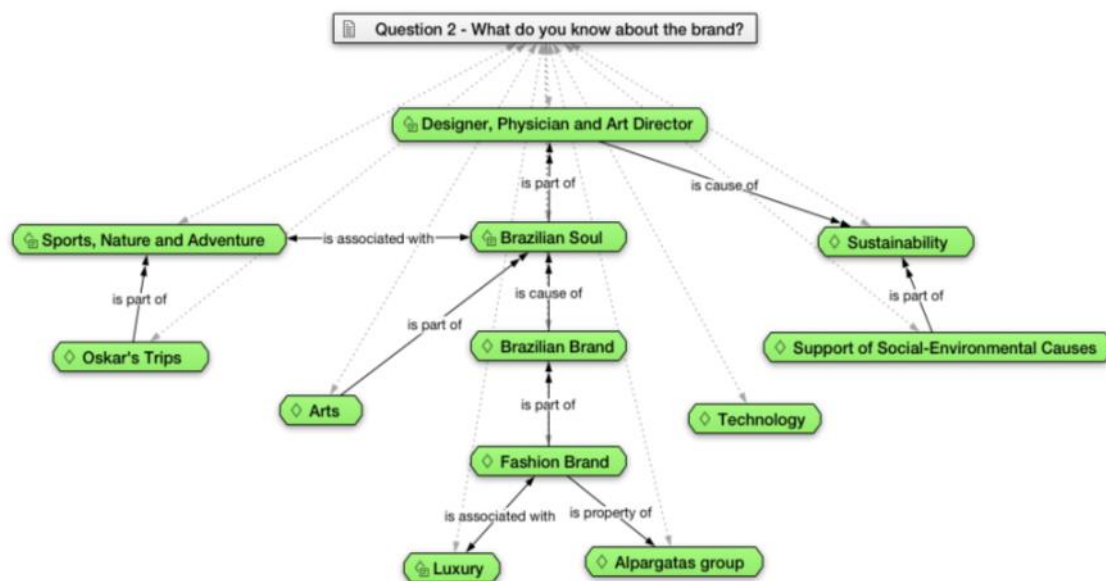 Question 2 - What do you know about the brand?
Designer, Physician and Art Director
is part of
is cause of
Sports, Nature and Adventure
is associated with
Brazilian Soul
Sustainability
is part of
is cause of
is part of
is part of
Oskar's Trips
Brazilian Brand
Support of Social-Environmental Causes
Arts
is part of
Technology
Fashion Brand
is associated with
is property of
Luxury
Alpargatas group